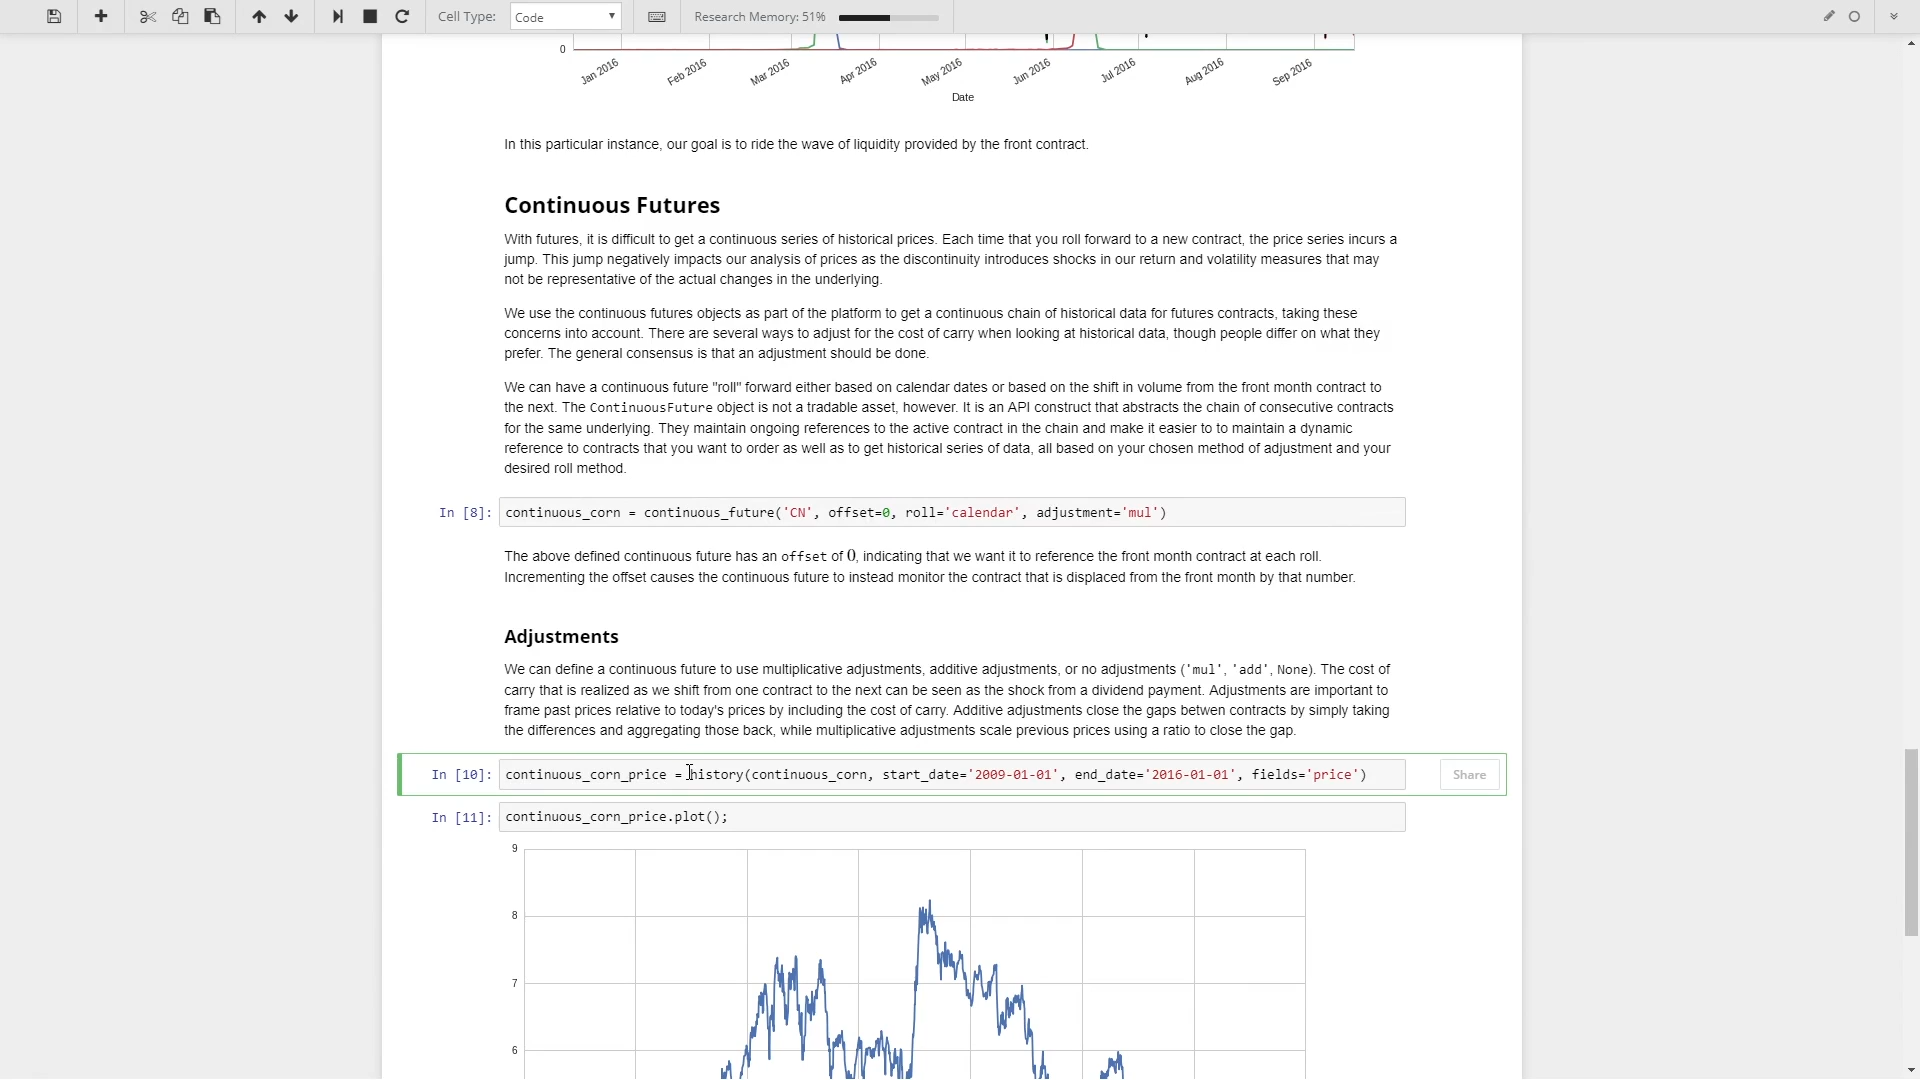 Cell Type:
Code
Research Memory: 51%
0
Jan 2016
Feb 2016
Mar 2016
Apr 2016
May 2016
Jun 2016
Jul 2016
Aug 2016
Sep 2016
Date
In this particular instance, our goal is to ride the wave of liquidity provided by the front contract.
Continuous Futures
With futures, it is difficult to get a continuous series of historical prices. Each time that you roll forward to a new contract, the price series incurs a
jump. This jump negatively impacts our analysis of prices as the discontinuity introduces shocks in our return and volatility measures that may
not be representative of the actual changes in the underlying.
We use the continuous futures objects as part of the platform to get a continuous chain of historical data for futures contracts, taking these
concerns into account. There are several ways to adjust for the cost of carry when looking at historical data, though people differ on what they
prefer. The general consensus is that an adjustment should be done.
We can have a continuous future "roll" forward either based on calendar dates or based on the shift in volume from the front month contract to
the next. The ContinuousFuture object is not a tradable asset, however. It is an API construct that abstracts the chain of consecutive contracts
for the same underlying. They maintain ongoing references to the active contract in the chain and make it easier to to maintain a dynamic
reference to contracts that you want to order as well as to get historical series of data, all based on your chosen method of adjustment and your
desired roll method.
In [8]: continuous_corn = continuous_future('CN', offset=0, roll='calendar', adjustment='mul')
The above defined continuous future has an offset of 0, indicating that we want it to reference the front month contract at each roll.
Incrementing the offset causes the continuous future to instead monitor the contract that is displaced from the front month by that number.
Adjustments
We can define a continuous future to use multiplicative adjustments, additive adjustments, or no adjustments ('mul', 'add', None). The cost of
carry that is realized as we shift from one contract to the next can be seen as the shock from a dividend payment. Adjustments are important to
frame past prices relative to today's prices by including the cost of carry. Additive adjustments close the gaps betwen contracts by simply taking
the differences and aggregating those back, while multiplicative adjustments scale previous prices using a ratio to close the gap.
In [10]: continuous_corn_price = history(continuous_corn, start_date='2009-01-01', end_date='2016-01-01', fields='price')
Share
In [11]: continuous_corn_price.plot();
9
8
7
6